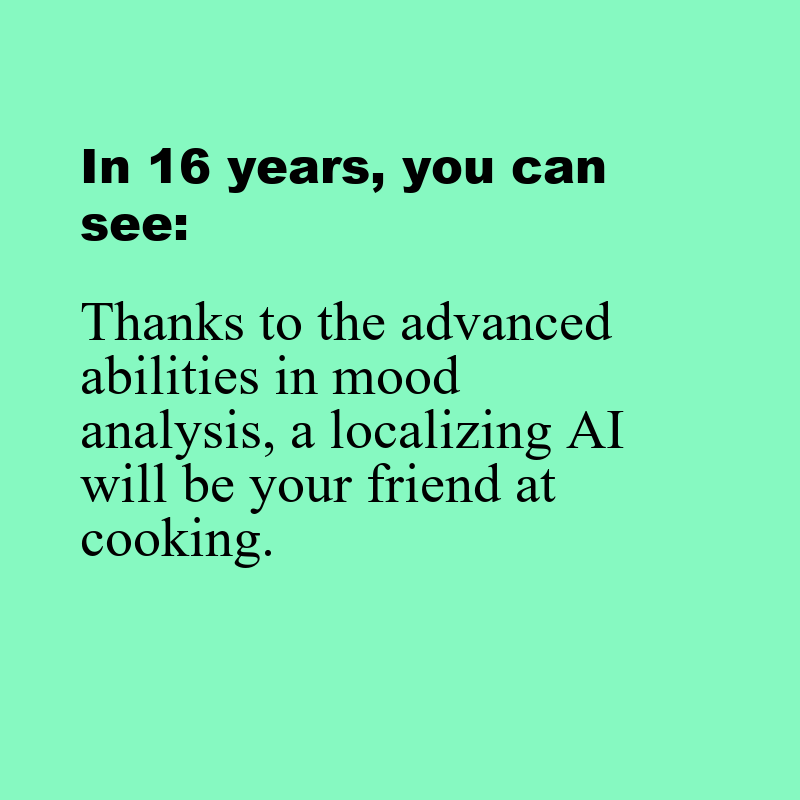 In 16 years, you can
see:
Thanks to the advanced
abilities in mood
analysis, a localizing AI
will be your friend at
cooking.